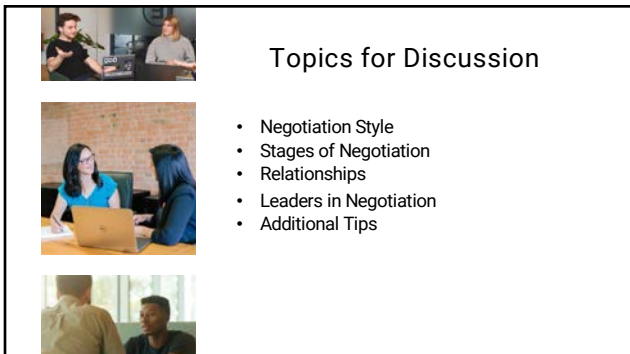 Topics for Discussion
• Negotiation Style
• Stages of Negotiation
• Relationships
• Leaders in Negotiation
• Additional Tips